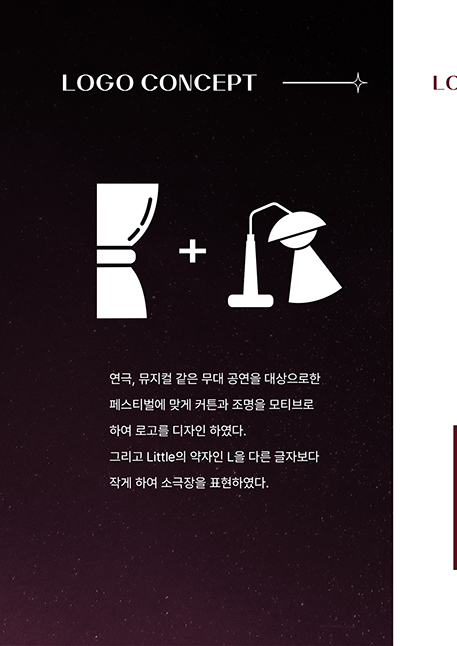 LOGO CONCEPT
연극, 뮤지컬 같은 무대 공연을 대상으로한
페스티벌에 맞게 커튼과 조명을 모티브로
하여 로고를 디자인 하였다.
그리고 Little의 약자인 L을 다른 글자보다
작게 하여 소극장을 표현하였다.
LO